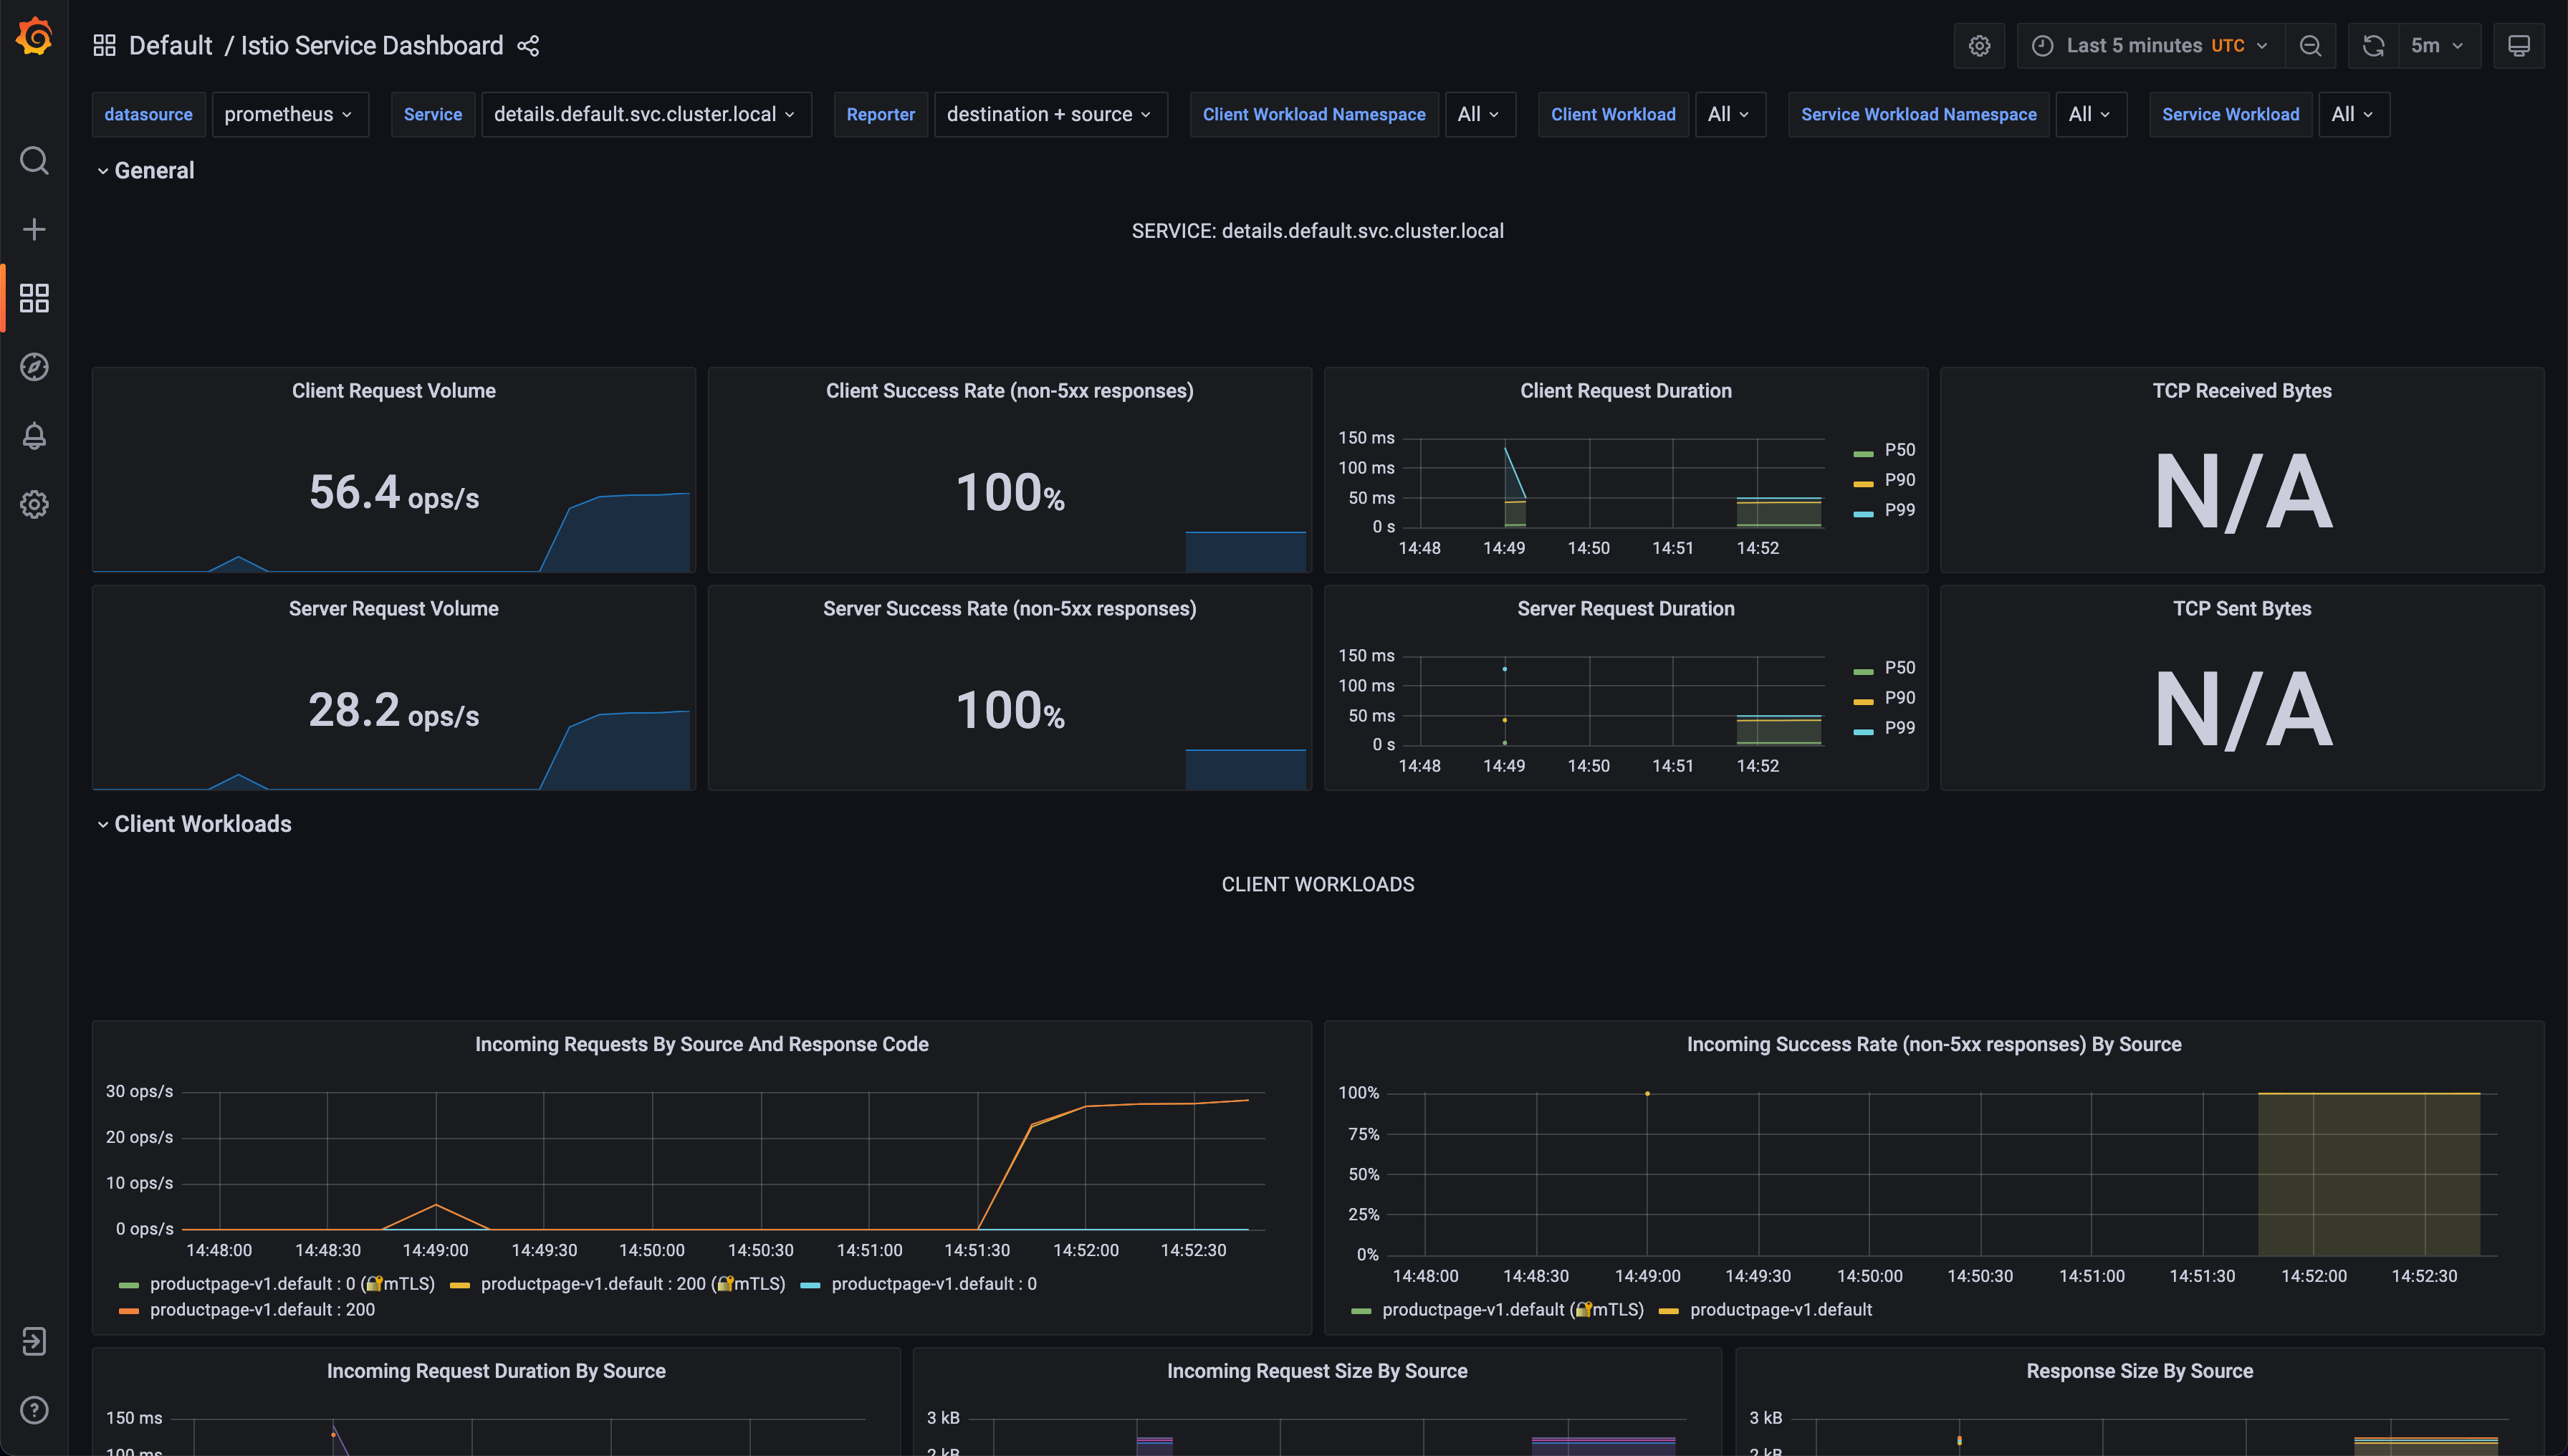 Default / Istio Service Dashboard
Last 5 minutes UTC
5m
datasource prometheus Service details.default.svc.cluster.local Reporter destination + source Client Workload Namespace All Client Workload All Service Workload Namespace All Service Workload All
General
SERVICE: details.default.svc.cluster.local
Client Request Volume
56.4 ops/s
Client Success Rate (non-5xx responses)
100%
Client Request Duration
150 ms
100 ms
50 ms
0 s
14:48 14:49 14:50 14:51 14:52
P50
P90
P99
TCP Received Bytes
N/A
Server Request Volume
28.2 ops/s
Server Success Rate (non-5xx responses)
100%
Server Request Duration
150 ms
100 ms
50 ms
0 s
14:48 14:49 14:50 14:51 14:52
P50
P90
P99
TCP Sent Bytes
N/A
Client Workloads
CLIENT WORKLOADS
Incoming Requests By Source And Response Code
30 ops/s
20 ops/s
10 ops/s
0 ops/s
14:48:00 14:48:30 14:49:00 14:49:30 14:50:00 14:50:30 14:51:00 14:51:30 14:52:00 14:52:30
productpage-v1.default : 0 (🔐mTLS) productpage-v1.default : 200 (🔐mTLS) productpage-v1.default : 0
productpage-v1.default : 200
Incoming Success Rate (non-5xx responses) By Source
100%
75%
50%
25%
0%
14:48:00 14:48:30 14:49:00 14:49:30 14:50:00 14:50:30 14:51:00 14:51:30 14:52:00 14:52:30
productpage-v1.default (🔐mTLS) productpage-v1.default
Incoming Request Duration By Source
150 ms
100 ms
Incoming Request Size By Source
3 kB
2 kB
Response Size By Source
3 kB
2 kB